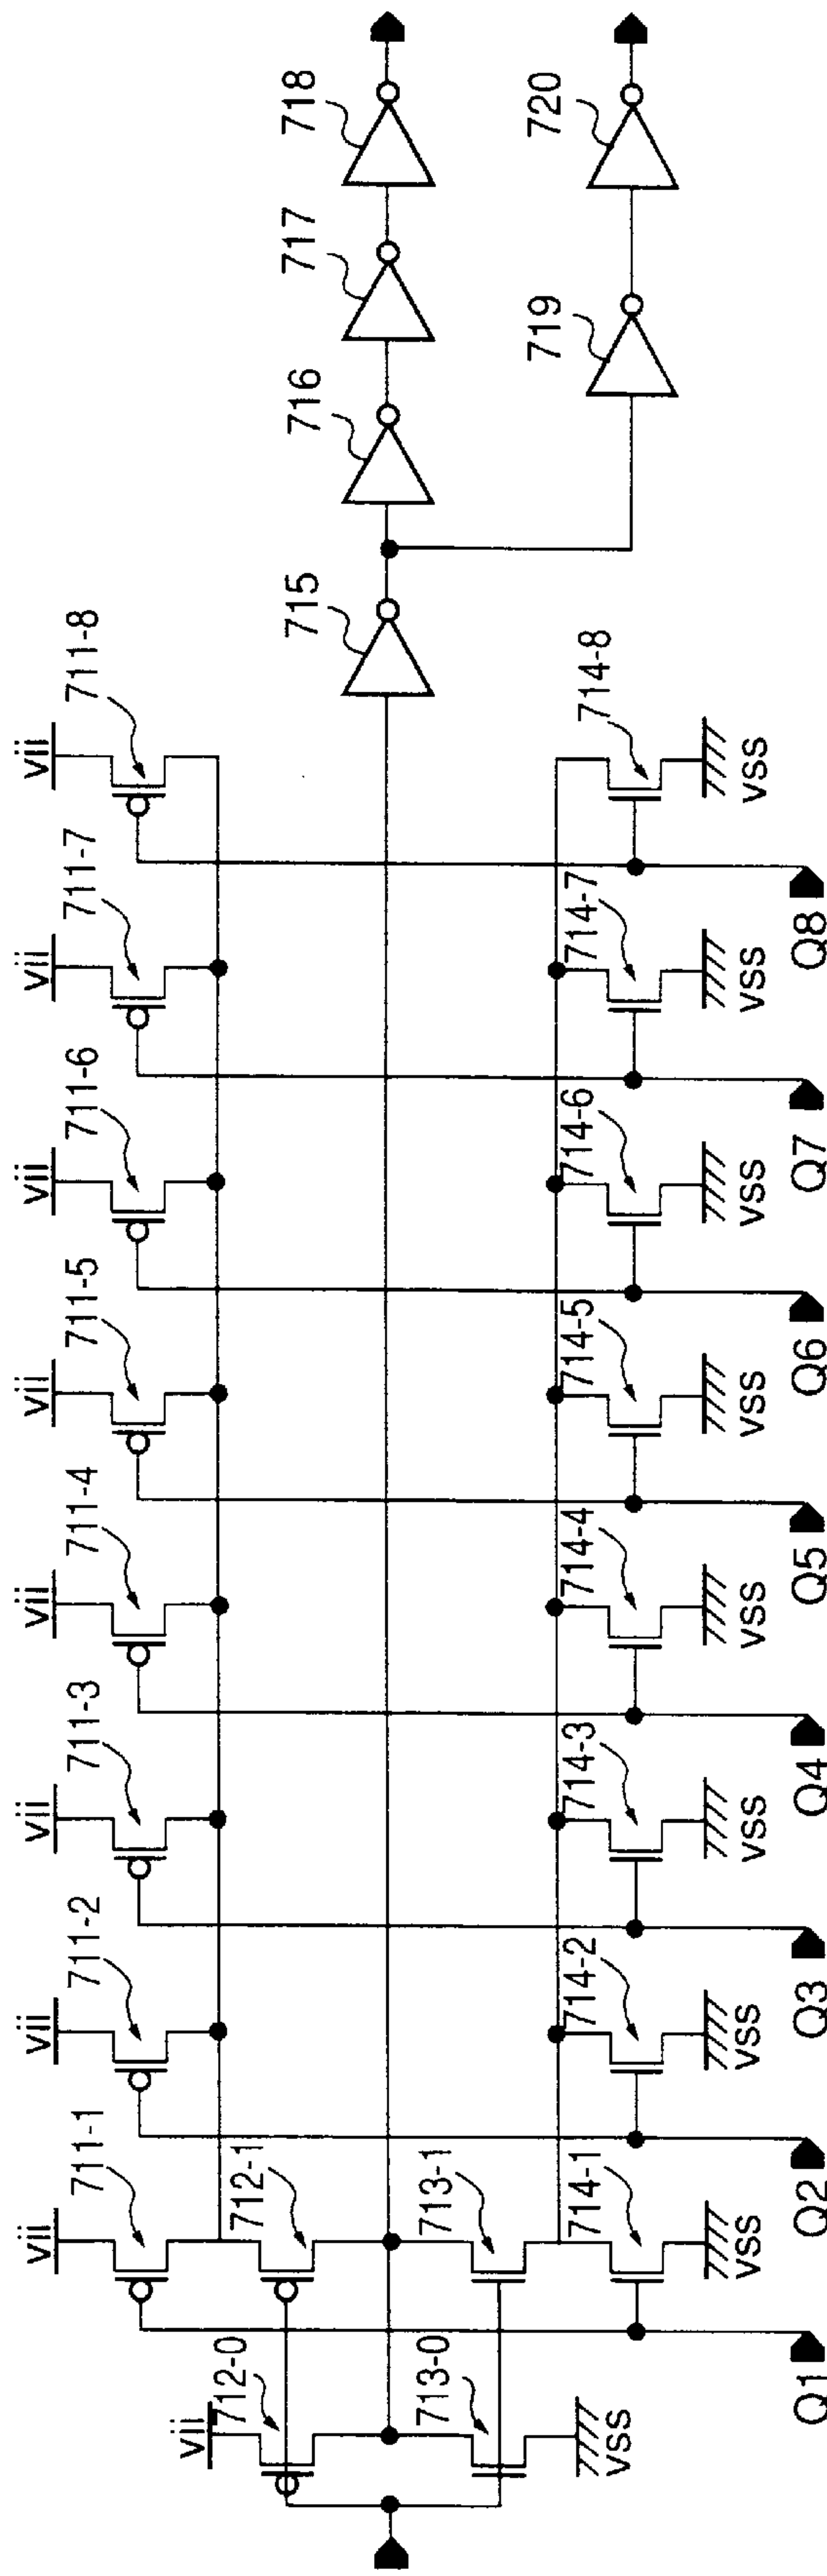 vii vii vii vii vii vii vii vii
711-1 711-2 711-3 711-4 711-5 711-6 711-7 711-8
vii
712-0 712-1
715 716 717 718
713-0 713-1
714-1 714-2 714-3 714-4 714-5 714-6 714-7 714-8
719 720
vss
vss vss vss vss vss vss vss vss
Q1 Q2 Q3 Q4 Q5 Q6 Q7 Q8